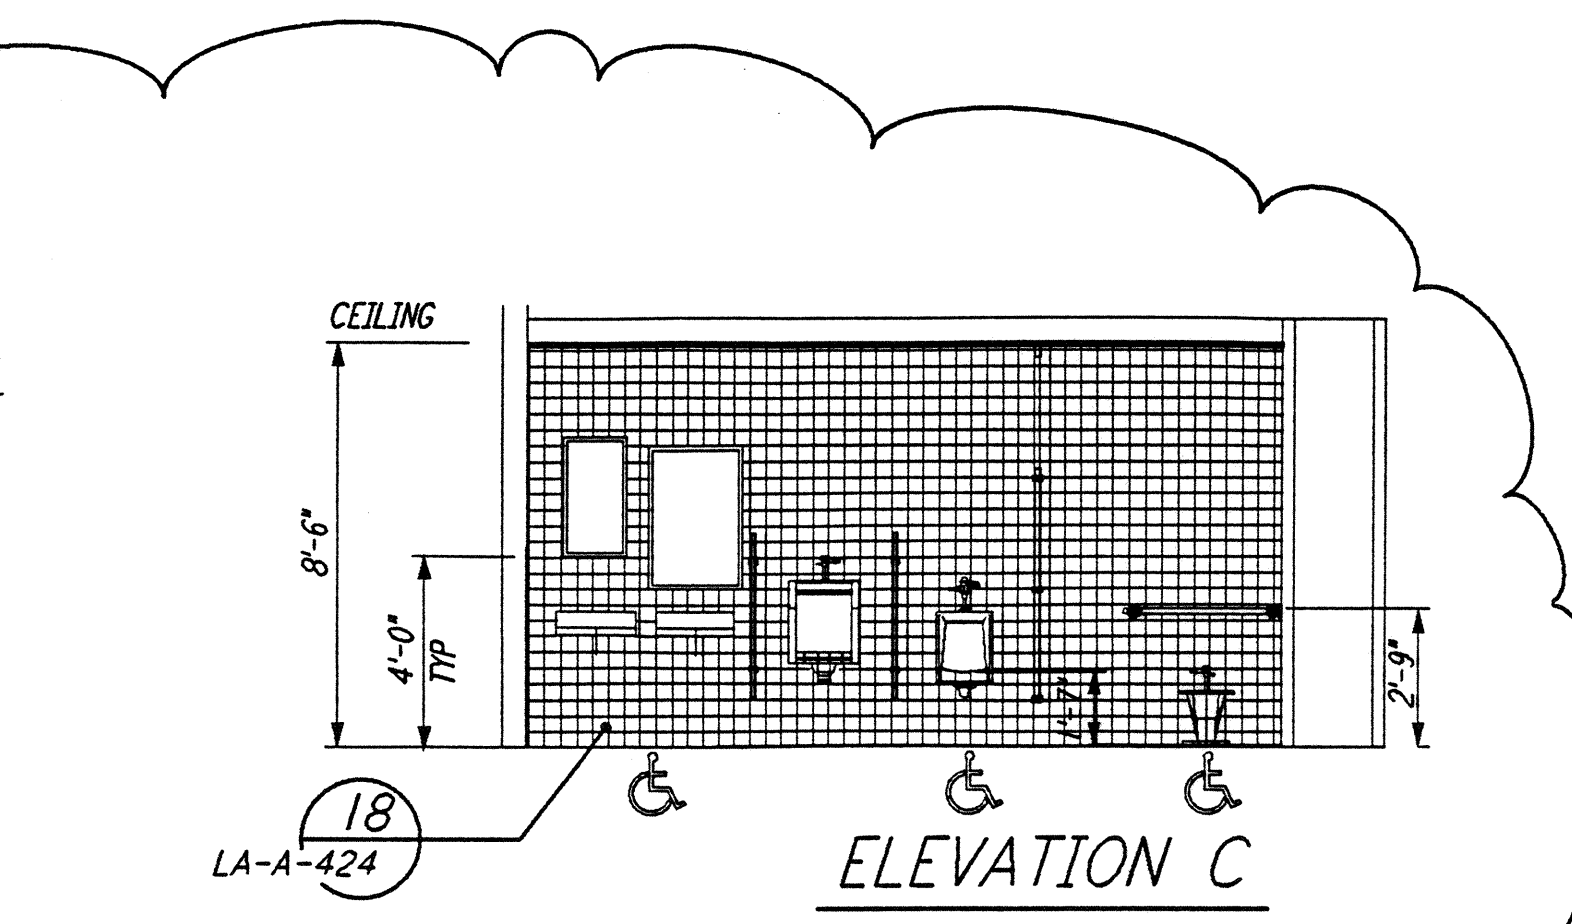 CEILING
8'-6"
4'-0"
TYP
1'-7"
2'-9"
18
LA-A-424
ELEVATION C